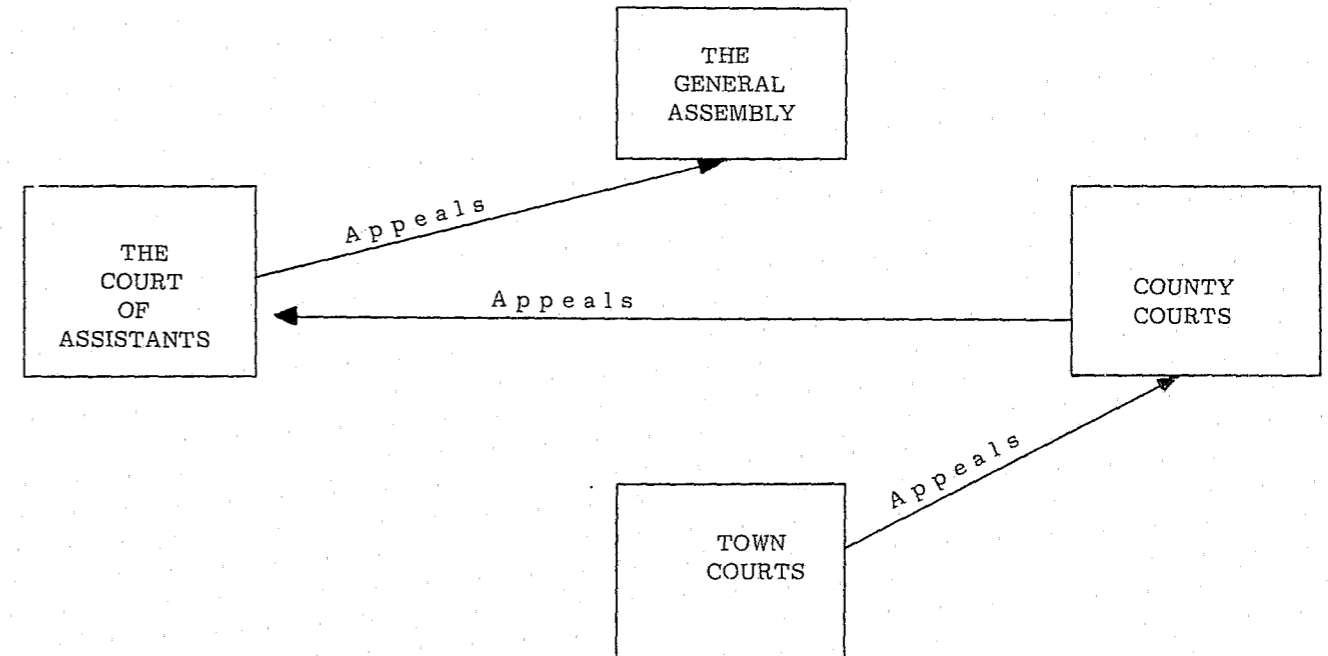 THE
GENERAL
ASSEMBLY
Appeals
THE
COURT
OF
ASSISTANTS
Appeals
COUNTY
COURTS
Appeals
TOWN
COURTS